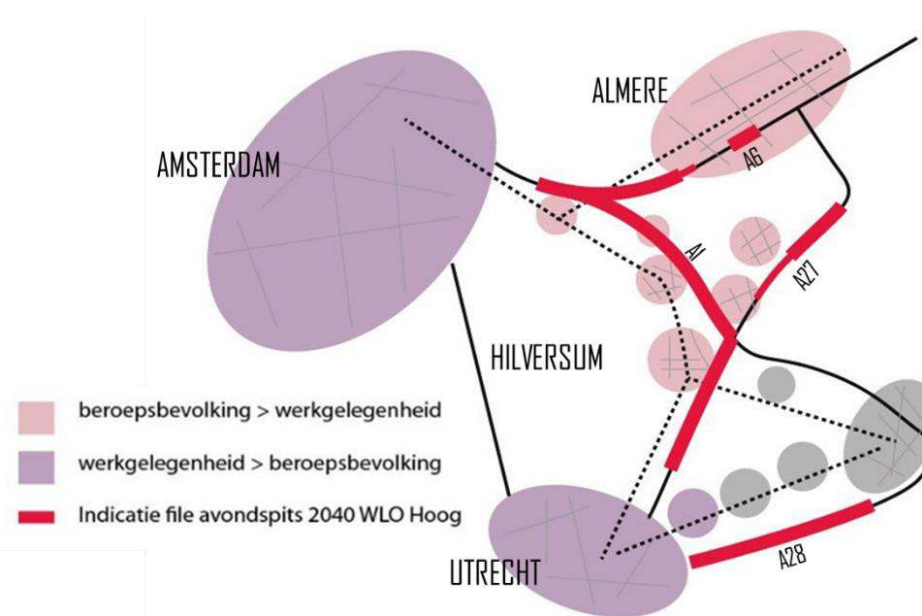 ALMERE
AMSTERDAM
A6
A1
A27
HILVERSUM
beroepsbevolking > werkgelegenheid
werkgelegenheid > beroepsbevolking
Indicatie file avondspits 2040 WLO Hoog
UTRECHT
A28